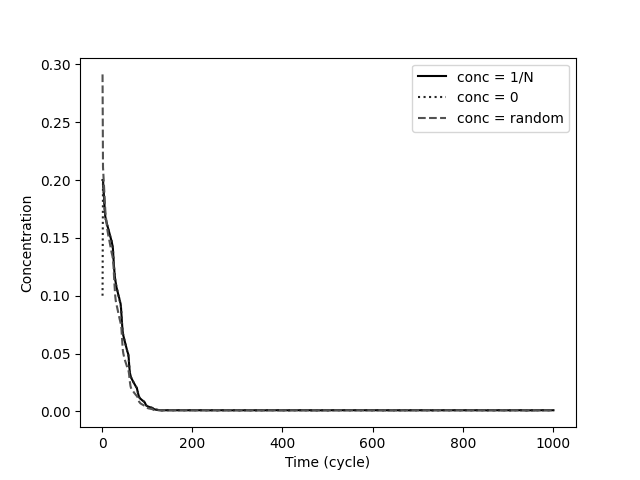 0.30
0.25
0.20
0.15
0.10
0.05
0.00
Concentration
conc = 1/N
conc = 0
conc = random
0 200 400 600 800 1000
Time (cycle)